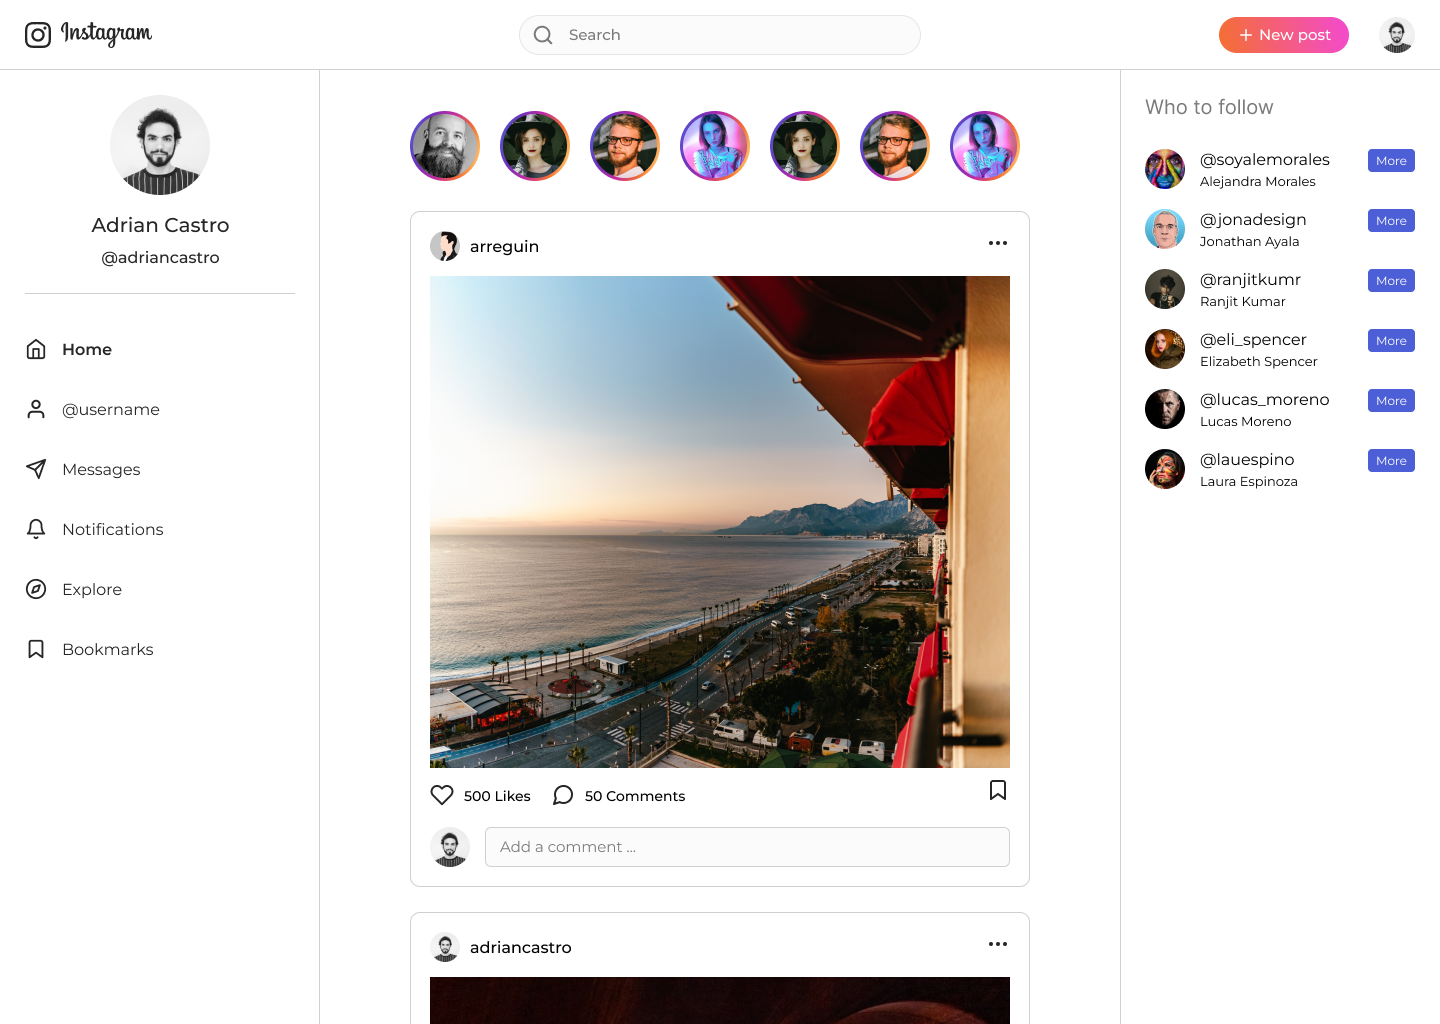 Instagram
Search
+ New post
Adrian Castro
@adriancastro
Home
@username
Messages
Notifications
Explore
Bookmarks
arreguin
500 Likes
50 Comments
Add a comment ...
adriancastro
Who to follow
@soyalemorales
Alejandra Morales
More
@jonadesign
Jonathan Ayala
More
@ranjitkumr
Ranjit Kumar
More
@eli_spencer
Elizabeth Spencer
More
@lucas_moreno
Lucas Moreno
More
@lauespino
Laura Espinoza
More